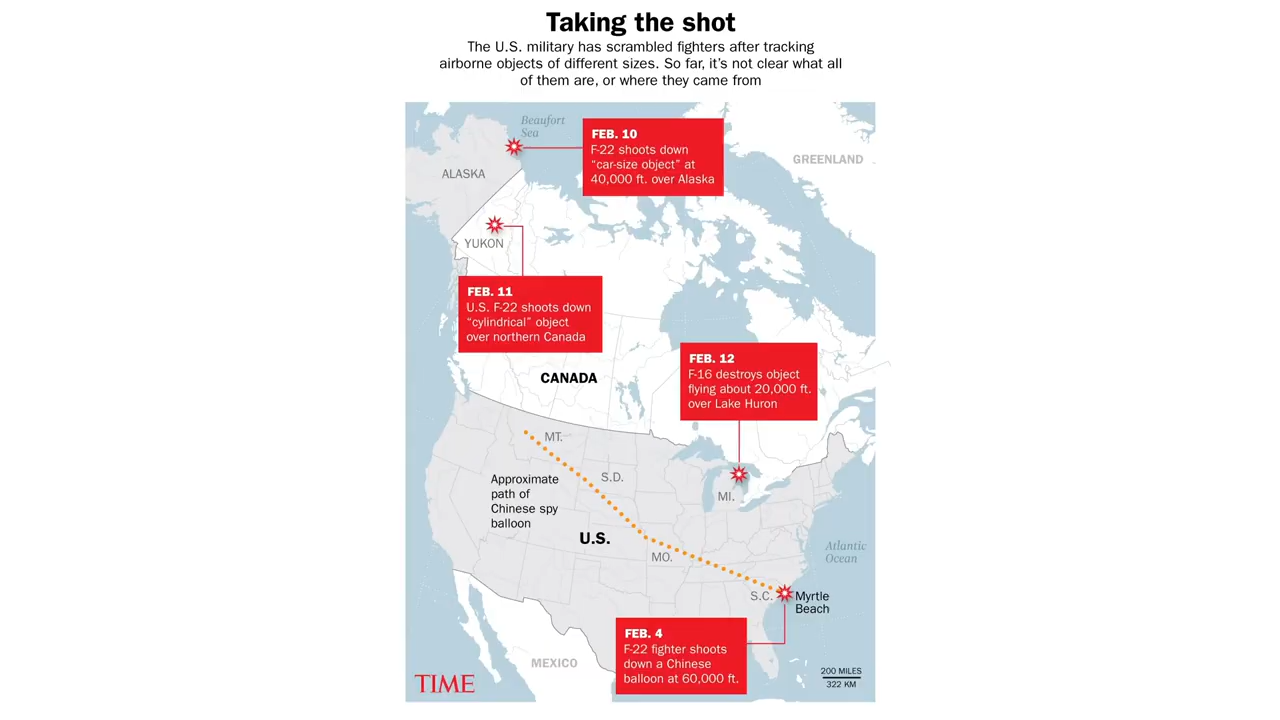 Taking the shot
The U.S. military has scrambled fighters after tracking
airborne objects of different sizes. So far, it's not clear what all
of them are, or where they came from
Beaufort
Sea
FEB. 10
F-22 shoots down
“car-size object” at
40,000 ft. over Alaska
GREENLAND
ALASKA
YUKON
FEB. 11
U.S. F-22 shoots down
“cylindrical” object
over northern Canada
FEB. 12
F-16 destroys object
flying about 20,000 ft.
over Lake Huron
CANADA
MT.
S.D.
Approximate
path of
Chinese spy
balloon
MI.
U.S.
MO.
Atlantic
Ocean
S.C.
Myrtle
Beach
FEB. 4
F-22 fighter shoots
down a Chinese
balloon at 60,000 ft.
MEXICO
TIME
200 MILES
322 KM